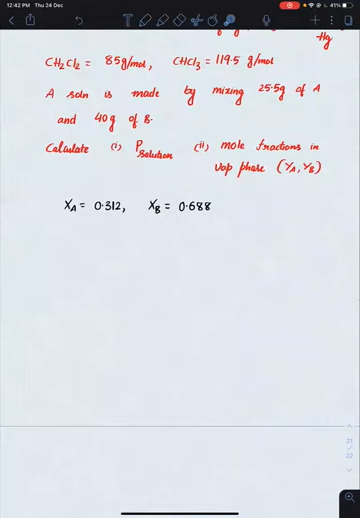 12:42 PM Thu 24 Dec
Hg
CH2Cl2 = 85g/mol, CHCl3 = 119.5 g/mol
A soln is made by mixing 25.5g of A
and 40g of B.
Calculate (i) Psolution (ii) mole fractions in
vap phase (YA, YB)
XA = 0.312, XB = 0.688
21
22